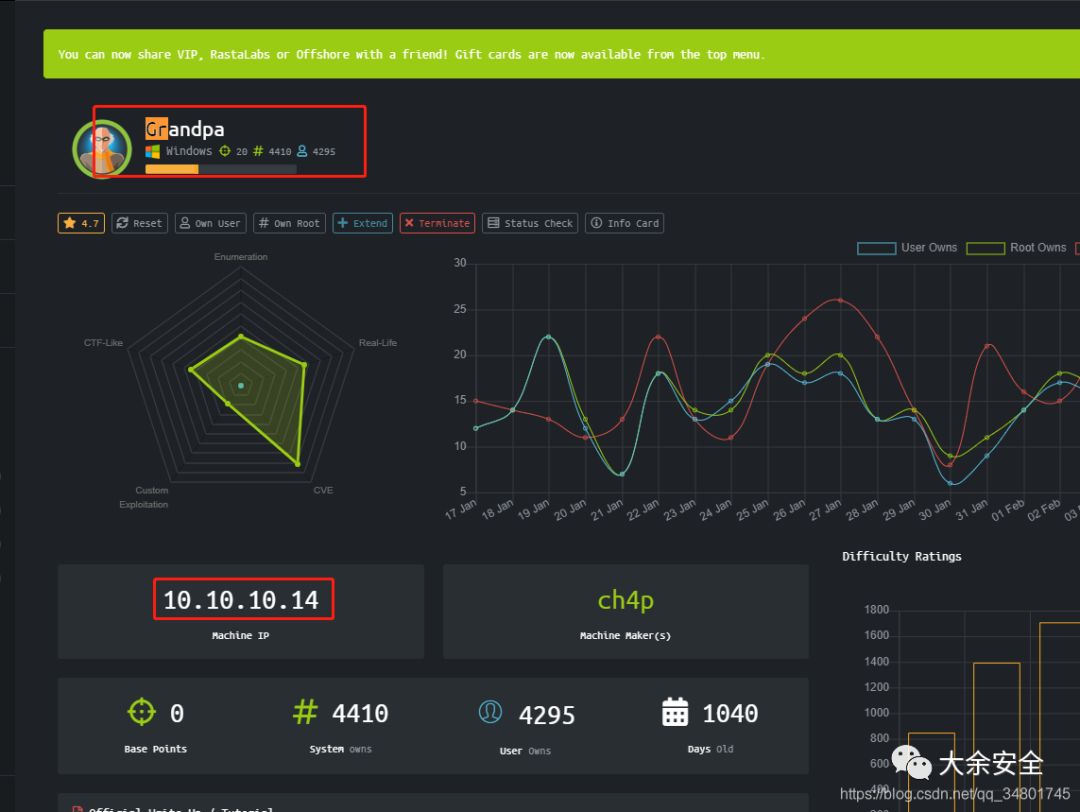 You can now share VIP, RastaLabs or Offshore with a friend! Gift cards are now available from the top menu.
Grandpa
Windows 20 # 4410 4295
4.7 Reset Own User # Own Root + Extend × Terminate Status Check Info Card
User Owns Root Owns
Enumeration
CTF-Like
Real-Life
Custom
Exploitation
CVE
30
25
20
15
10
5
17 Jan 18 Jan 19 Jan 20 Jan 21 Jan 22 Jan 23 Jan 24 Jan 25 Jan 26 Jan 27 Jan 28 Jan 29 Jan 30 Jan 31 Jan 01 Feb 02 Feb 03
10.10.10.14
Machine IP
ch4p
Machine Maker(s)
0
Base Points
# 4410
System owns
4295
User Owns
1040
Days Old
Difficulty Ratings
1800
1600
1400
1200
1000
800
600
400
大余安全
https://blog.csdn.net/qq_34801745
Official Write-Up / Tutorial